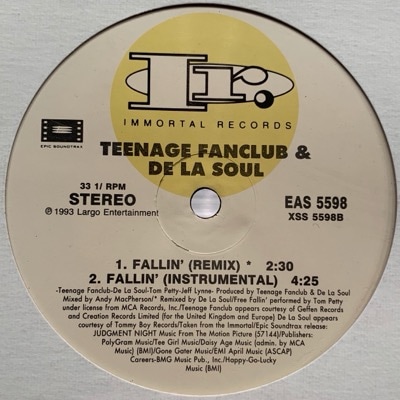 Ir.
IMMORTAL RECORDS
EPIC SOUNDTRAX
TEENAGE FANCLUB &
DE LA SOUL
33 1/ RPM
STEREO
℗ 1993 Largo Entertainment
EAS 5598
XSS 5598B
1. FALLIN' (REMIX) * 2:30
2. FALLIN' (INSTRUMENTAL) 4:25
-Teenage Fanclub-De La Soul-Tom Petty-Jeff Lynne- Produced by Teenage Fanclub & De La Soul
Mixed by Andy MacPherson/* Remixed by De La Soul/Free Fallin' performed by Tom Petty
under license from MCA Records, Inc./Teenage Fanclub appears courtesy of Geffen Records
and Creation Records Limited (for the United Kingdom and Europe) De La Soul appears
courtesy of Tommy Boy Records/Taken from the Immortal/Epic Soundtrax release:
JUDGMENT NIGHT Music From The Motion Picture (57144)/Publishers:
PolyGram Music/Tee Girl Music/Daisy Age Music (admin. by MCA
Music) (BMI)/Gone Gator Music/EMI April Music (ASCAP)
Careers-BMG Music Pub., Inc./Happy-Go-Lucky
Music (BMI)